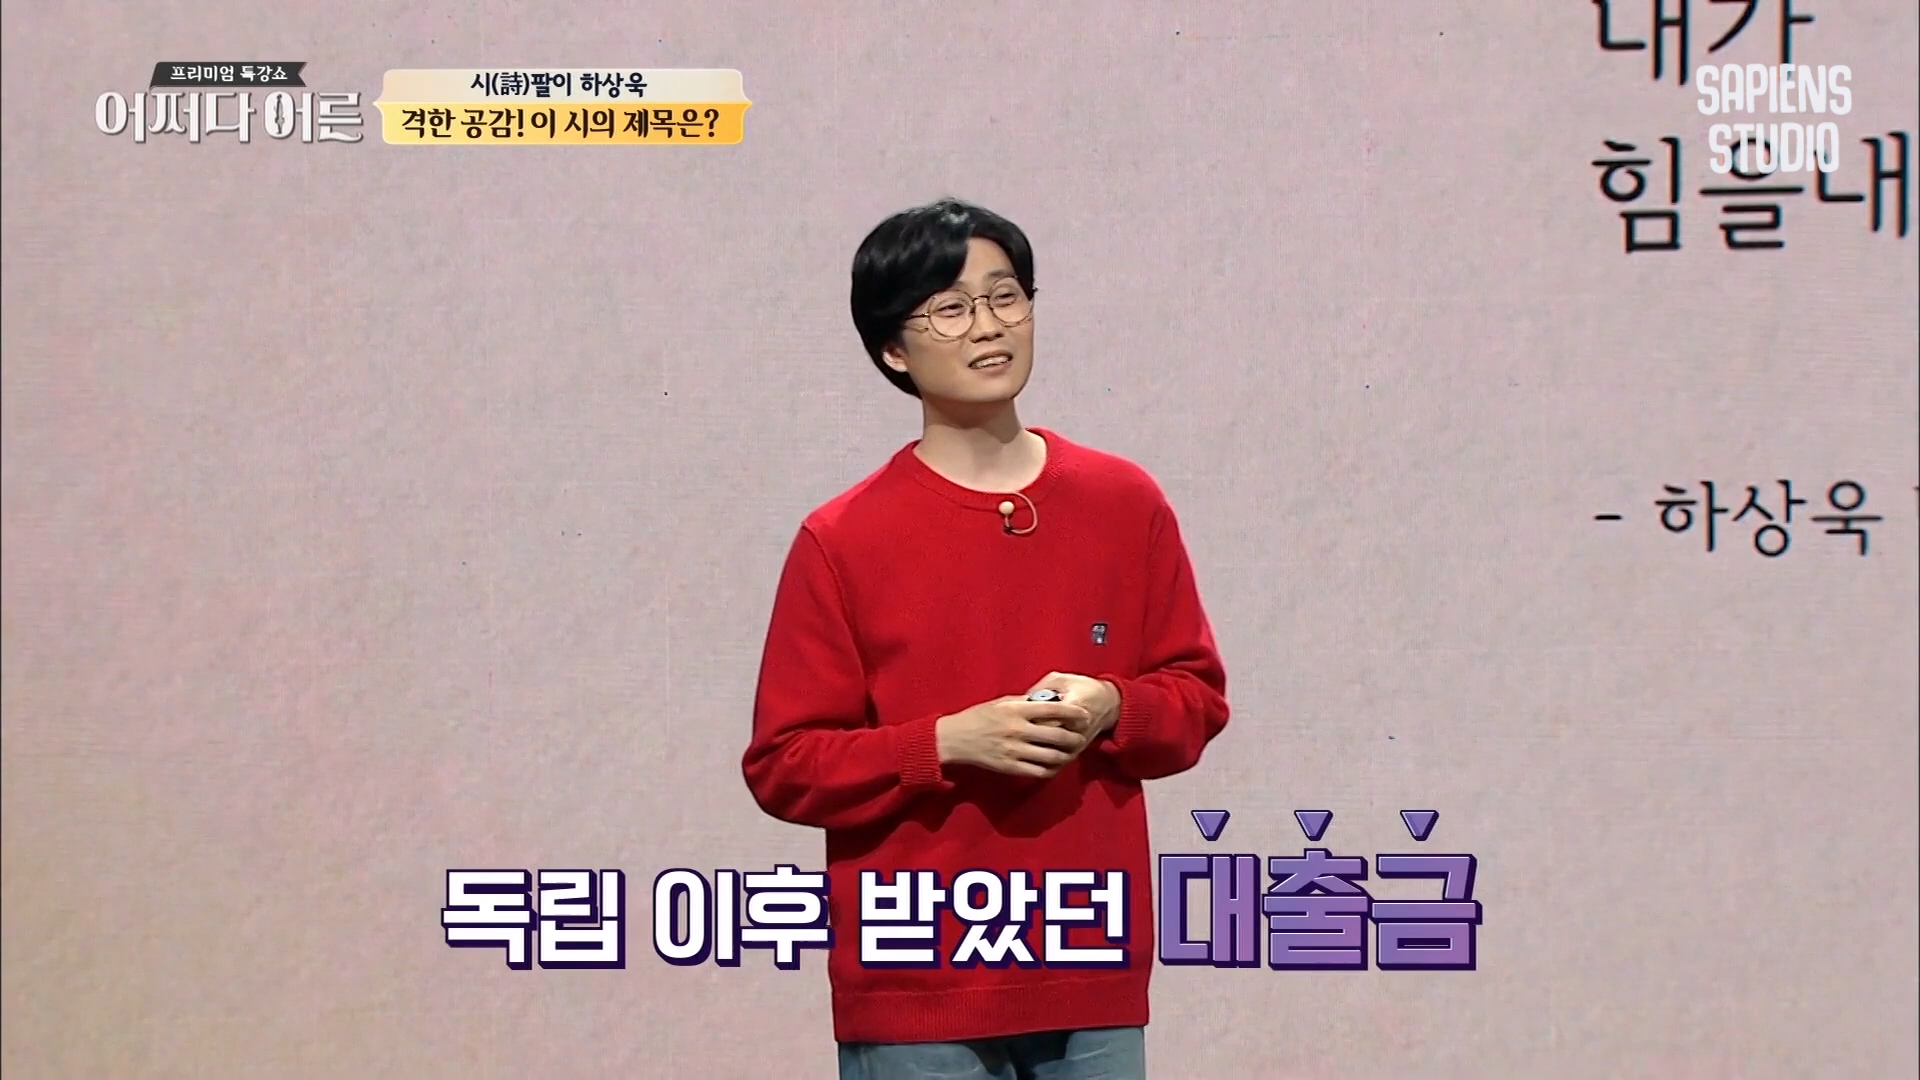 프리미엄 특강쇼
어쩌다 어른
시(詩)팔이 하상욱
격한 공감! 이 시의 제목은?
SAPIENS
STUDIO
내가
힘을내
- 하상욱
독립 이후 받았던 대출금